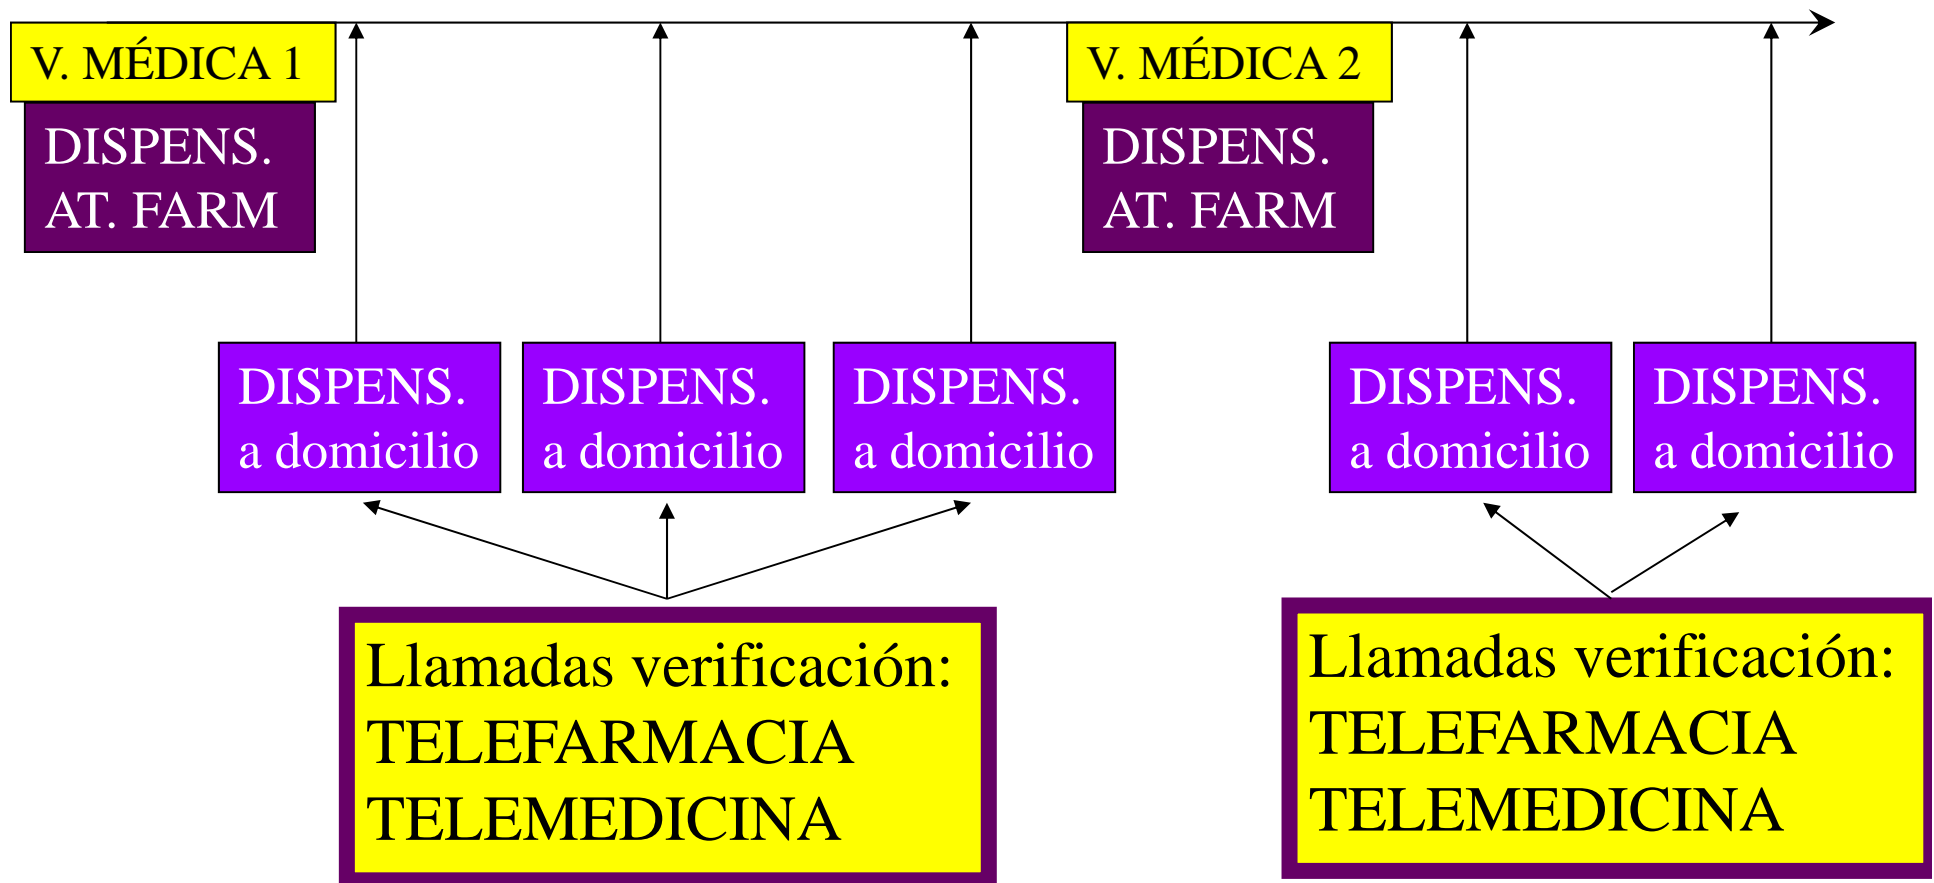 V. MÉDICA 1
DISPENS.
AT. FARM
V. MÉDICA 2
DISPENS.
AT. FARM
DISPENS.
a domicilio
DISPENS.
a domicilio
DISPENS.
a domicilio
DISPENS.
a domicilio
DISPENS.
a domicilio
Llamadas verificación:
TELEFARMACIA
TELEMEDICINA
Llamadas verificación:
TELEFARMACIA
TELEMEDICINA